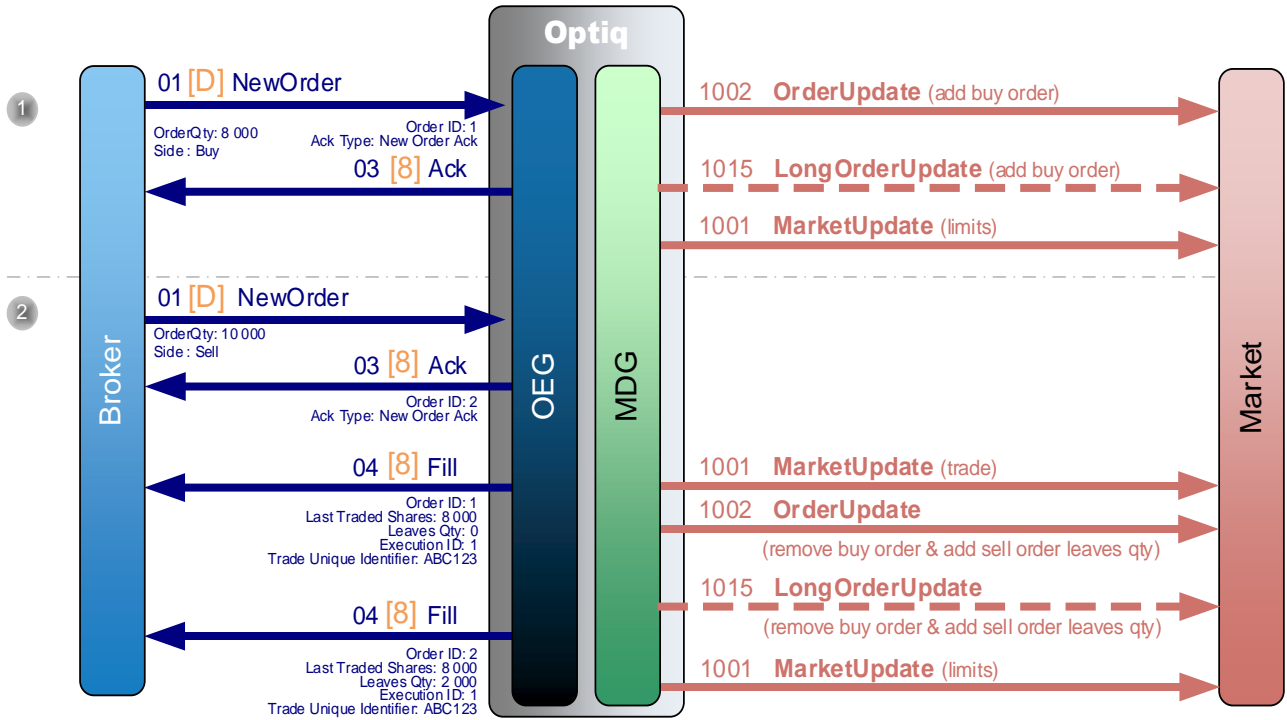 Optiq
1
01 [D] NewOrder
OrderQty: 8 000
Side : Buy
Order ID: 1
Ack Type: New Order Ack
03 [8] Ack
1002 OrderUpdate (add buy order)
1015 LongOrderUpdate (add buy order)
1001 MarketUpdate (limits)
2
01 [D] NewOrder
OrderQty: 10 000
Side : Sell
03 [8] Ack
Order ID: 2
Ack Type: New Order Ack
Broker
OEG
MDG
Market
04 [8] Fill
Order ID: 1
Last Traded Shares: 8 000
Leaves Qty: 0
Execution ID: 1
Trade Unique Identifier: ABC123
1001 MarketUpdate (trade)
1002 OrderUpdate
(remove buy order & add sell order leaves qty)
1015 LongOrderUpdate
(remove buy order & add sell order leaves qty)
04 [8] Fill
Order ID: 2
Last Traded Shares: 8 000
Leaves Qty: 2 000
Execution ID: 1
Trade Unique Identifier: ABC123
1001 MarketUpdate (limits)